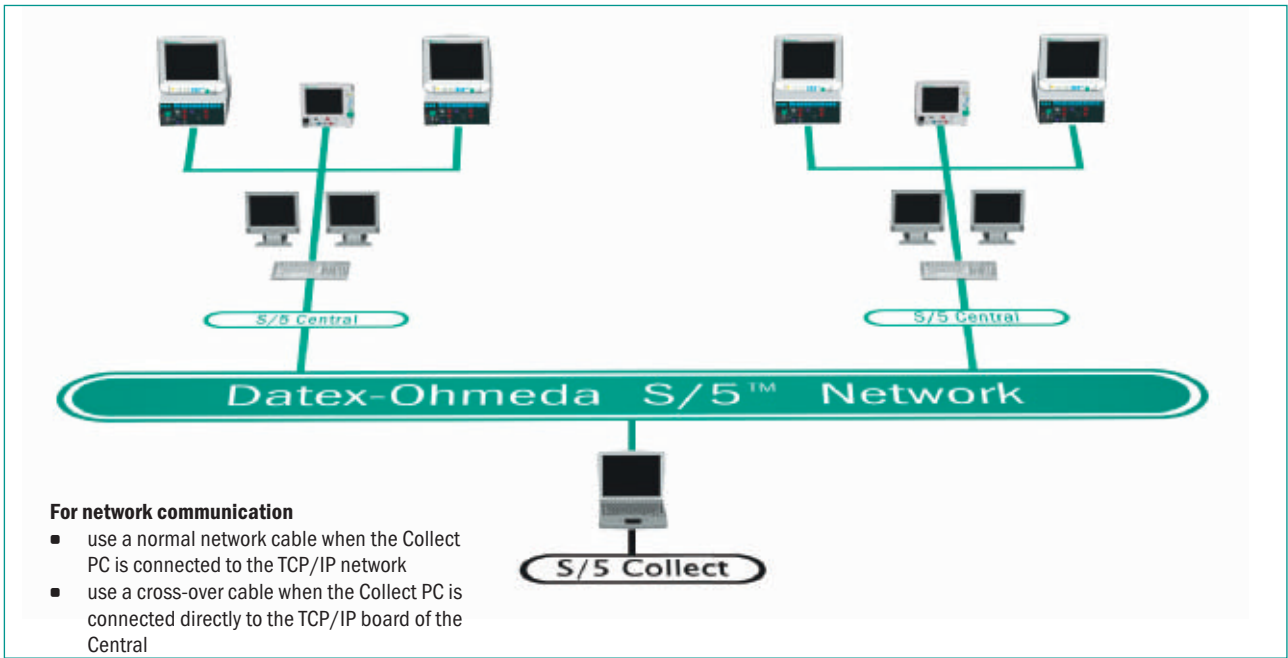 S/5 Central
S/5 Central
Datex-Ohmeda S/5™ Network
For network communication
▪ use a normal network cable when the Collect
PC is connected to the TCP/IP network
▪ use a cross-over cable when the Collect PC is
connected directly to the TCP/IP board of the
Central
S/5 Collect